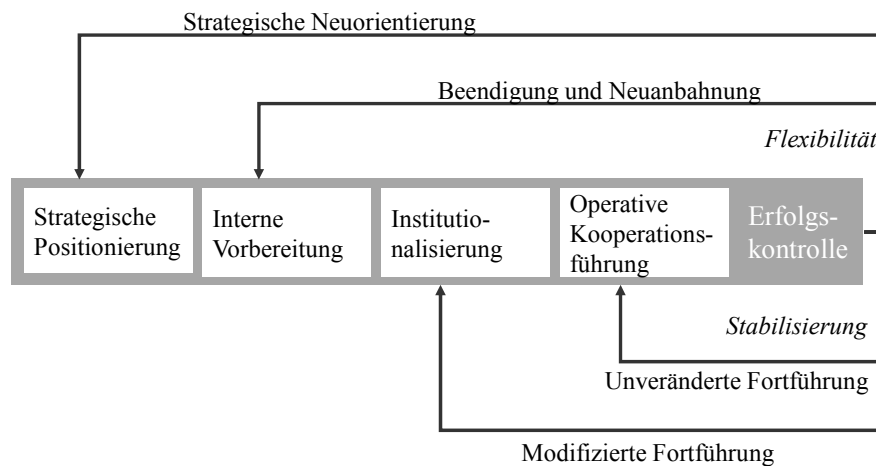 Strategische Neuorientierung
Beendigung und Neuanbahnung
Flexibilität
Strategische
Positionierung
Interne
Vorbereitung
Institutio-
nalisierung
Operative
Kooperations-
führung
Erfolgs-
kontrolle
Stabilisierung
Unveränderte Fortführung
Modifizierte Fortführung